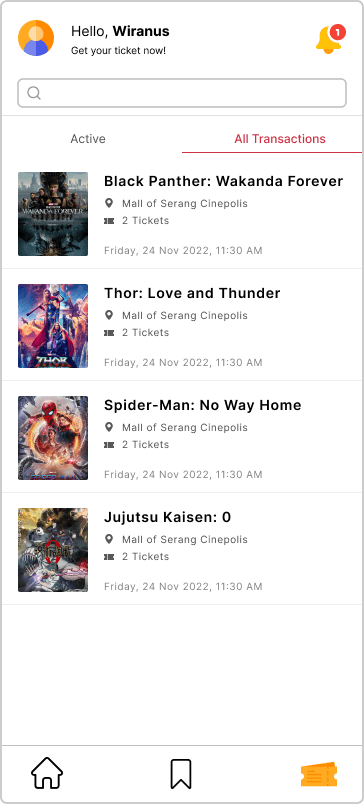 Hello, Wiranus
Get your ticket now!
1
Active
All Transactions
WAKANDA FOREVER
Black Panther: Wakanda Forever
Mall of Serang Cinepolis
2 Tickets
Friday, 24 Nov 2022, 11:30 AM
THOR
Thor: Love and Thunder
Mall of Serang Cinepolis
2 Tickets
Friday, 24 Nov 2022, 11:30 AM
Spider-Man: No Way Home
Mall of Serang Cinepolis
2 Tickets
Friday, 24 Nov 2022, 11:30 AM
Jujutsu Kaisen: 0
Mall of Serang Cinepolis
2 Tickets
Friday, 24 Nov 2022, 11:30 AM